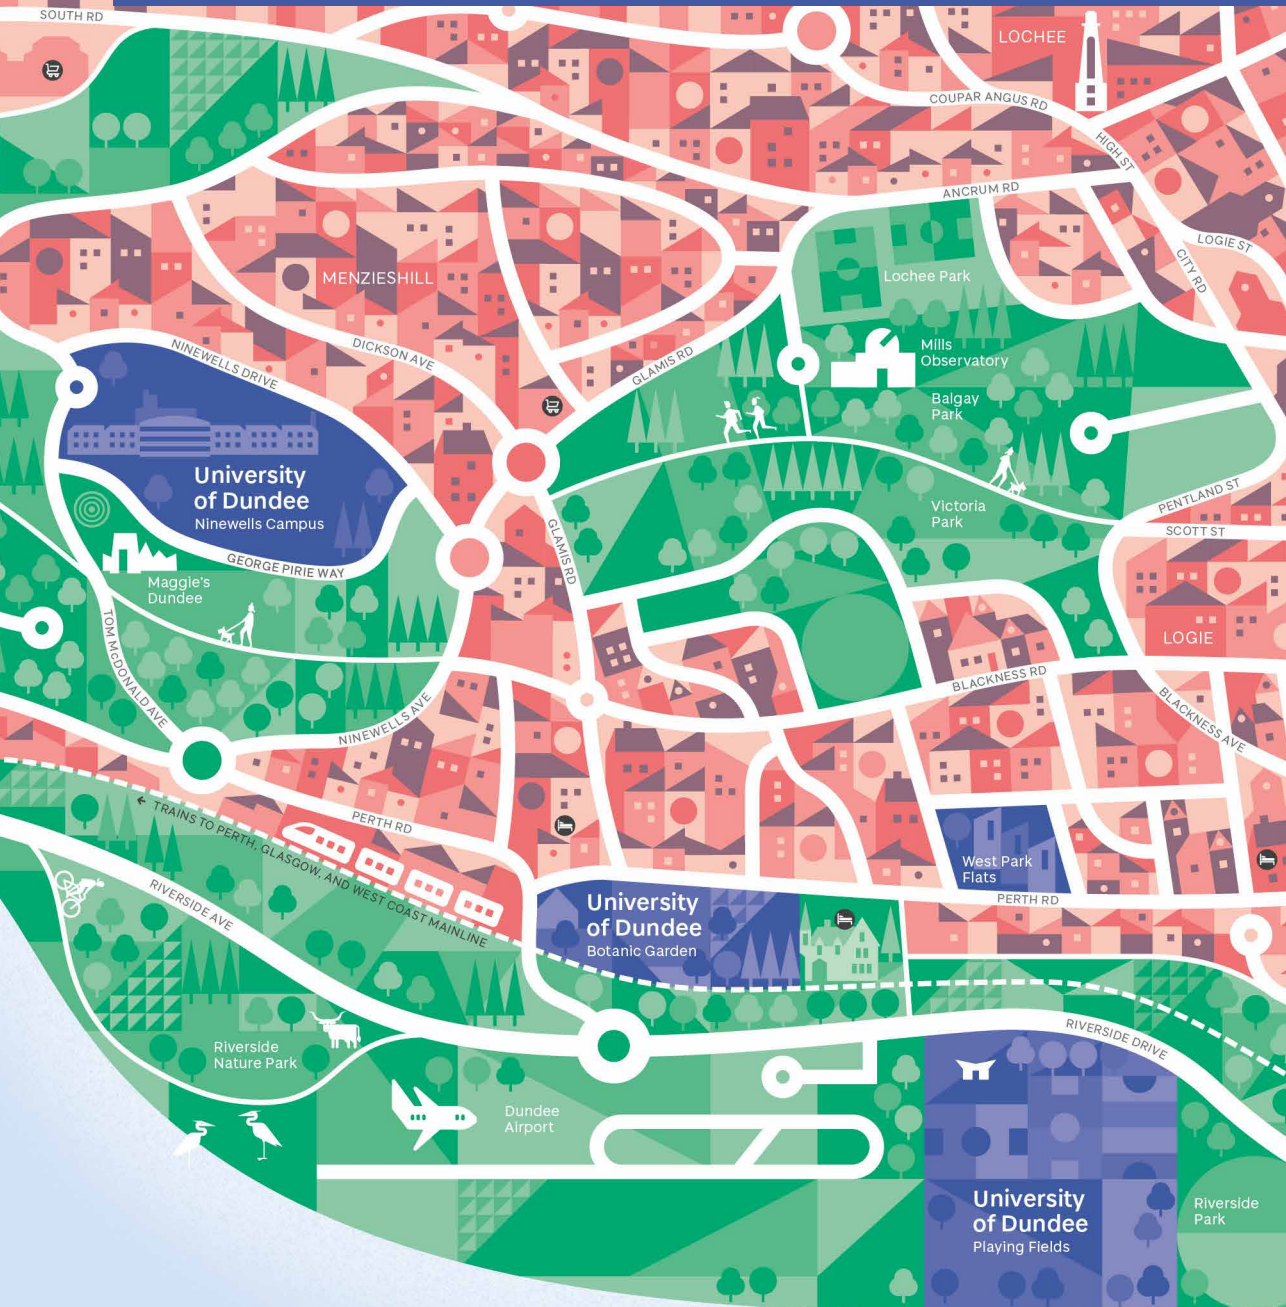 SOUTH RD
LOCHEE
COUPAR ANGUS RD
HIGH ST
ANCRUM RD
LOGIE ST
CITY RD
Lochee Park
MENZIESHILL
NINEWELLS DRIVE
DICKSON AVE
GLAMIS RD
Mills
Observatory
Balgay
Park
University
of Dundee
Ninewells Campus
GEORGE PIRIE WAY
GLAMIS RD
Victoria
Park
PENTLAND ST
SCOTT ST
Maggie's
Dundee
TOM McDONALD AVE
LOGIE
BLACKNESS RD
BLACKNESS AVE
NINEWELLS AVE
← TRAINS TO PERTH, GLASGOW, AND WEST COAST MAINLINE
PERTH RD
West Park
Flats
PERTH RD
RIVERSIDE AVE
University
of Dundee
Botanic Garden
Riverside
Nature Park
RIVERSIDE DRIVE
Dundee
Airport
University
of Dundee
Playing Fields
Riverside
Park